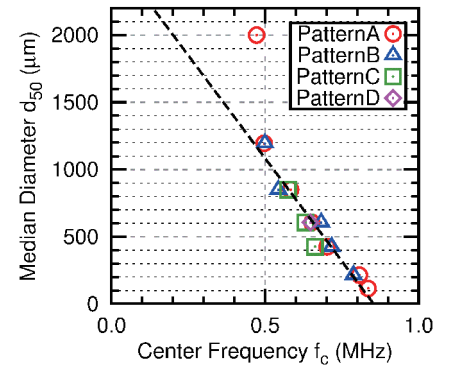 2000
1500
1000
500
0
Median Diameter d50 (μm)
PatternA
PatternB
PatternC
PatternD
0.0 0.5 1.0
Center Frequency fc (MHz)